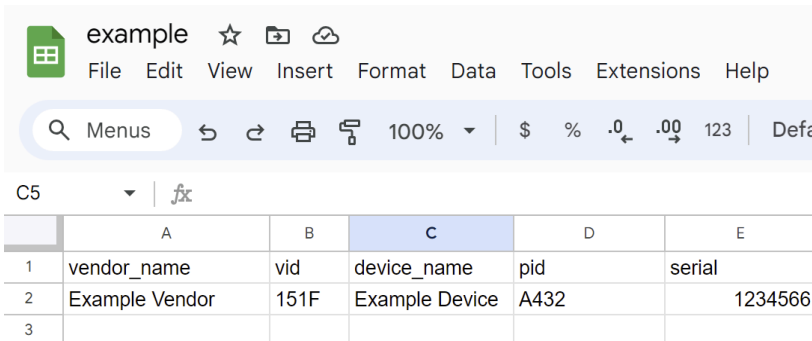 example
File Edit View Insert Format Data Tools Extensions Help
Menus 100% $ % .0 .00 123
C5 fx
A B C D E
1 vendor_name vid device_name pid serial
2 Example Vendor 151F Example Device A432 1234566
3